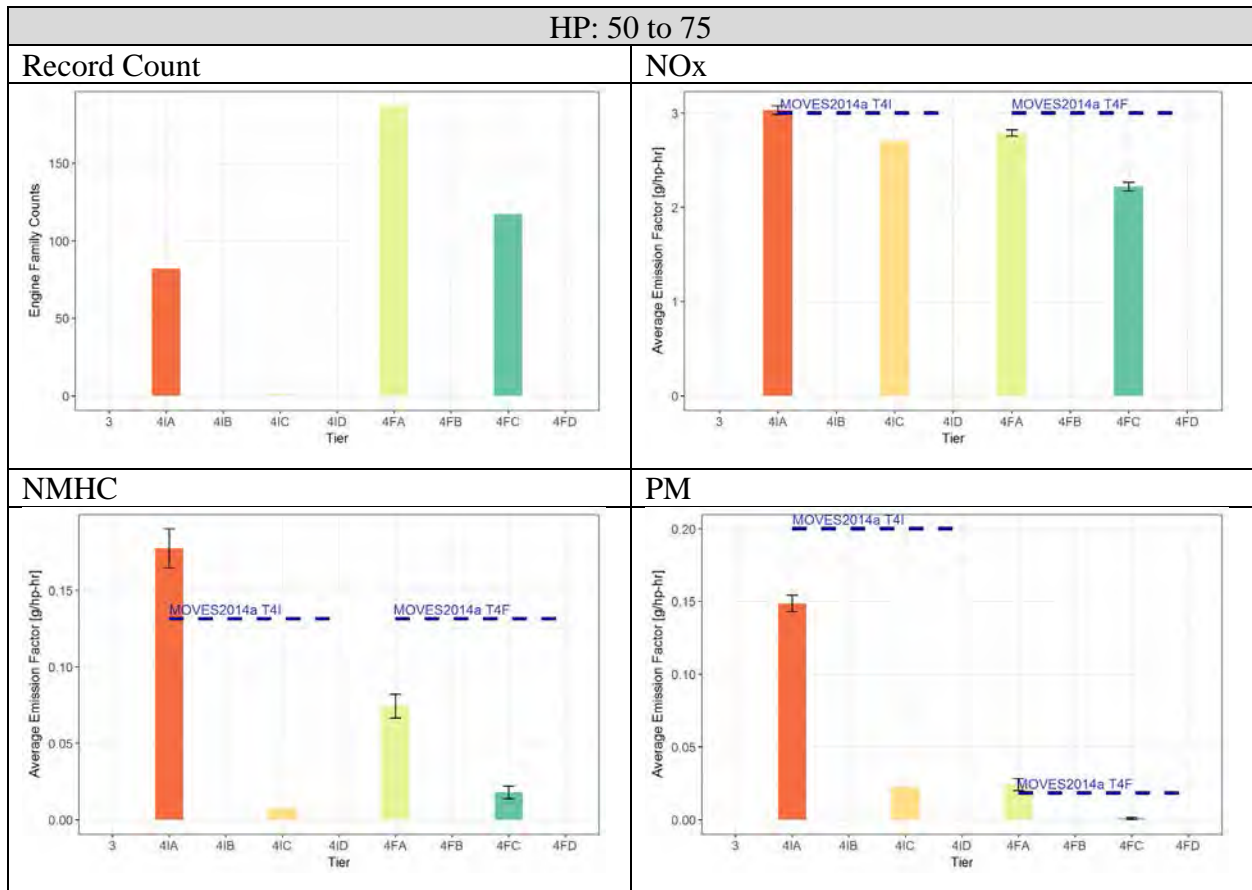 HP: 50 to 75
Record Count
Engine Family Counts
150
100
50
0
3 4IA 4IB 4IC 4ID 4FA 4FB 4FC 4FD
Tier
NOx
Average Emission Factor [g/hp-hr]
3
2
1
0
MOVES2014a T4I MOVES2014a T4F
3 4IA 4IB 4IC 4ID 4FA 4FB 4FC 4FD
Tier
NMHC
Average Emission Factor [g/hp-hr]
0.15
0.10
0.05
0.00
MOVES2014a T4I MOVES2014a T4F
3 4IA 4IB 4IC 4ID 4FA 4FB 4FC 4FD
Tier
PM
Average Emission Factor [g/hp-hr]
0.20
0.15
0.10
0.05
0.00
MOVES2014a T4I
MOVES2014a T4F
3 4IA 4IB 4IC 4ID 4FA 4FB 4FC 4FD
Tier